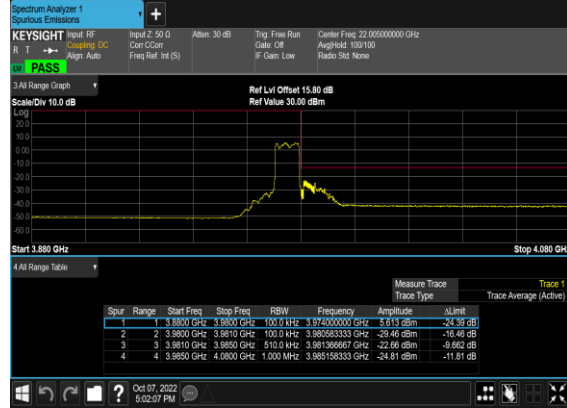 Spectrum Analyzer 1
Spurious Emissions
KEYSIGHT Input: RF Input Z: 50 Ω Atten: 30 dB Trig: Free Run Center Freq: 22.005000000 GHz
R T Coupling: DC Corr CCorr Gate: Off Avg|Hold: 100/100
Align: Auto Freq Ref: Int (S) IF Gain: Low Radio Std: None
LW PASS
3 All Range Graph
Ref Lvl Offset 15.80 dB
Scale/Div 10.0 dB Ref Value 30.00 dBm
Log
20.0
10.0
0.00
-10.0
-20.0
-30.0
-40.0
-50.0
-60.0
Start 3.880 GHz Stop 4.080 GHz
4 All Range Table
Measure Trace Trace 1
Trace Type Trace Average (Active)
Spur Range Start Freq Stop Freq RBW Frequency Amplitude ΔLimit
1 1 3.8800 GHz 3.9800 GHz 100.0 kHz 3.974000000 GHz 5.613 dBm -24.39 dB
2 2 3.9800 GHz 3.9810 GHz 100.0 kHz 3.980583333 GHz -29.46 dBm -16.46 dB
3 3 3.9810 GHz 3.9850 GHz 510.0 kHz 3.981366667 GHz -22.66 dBm -9.662 dB
4 4 3.9850 GHz 4.0800 GHz 1.000 MHz 3.985158333 GHz -24.81 dBm -11.81 dB
? Oct 07, 2022
5:02:07 PM